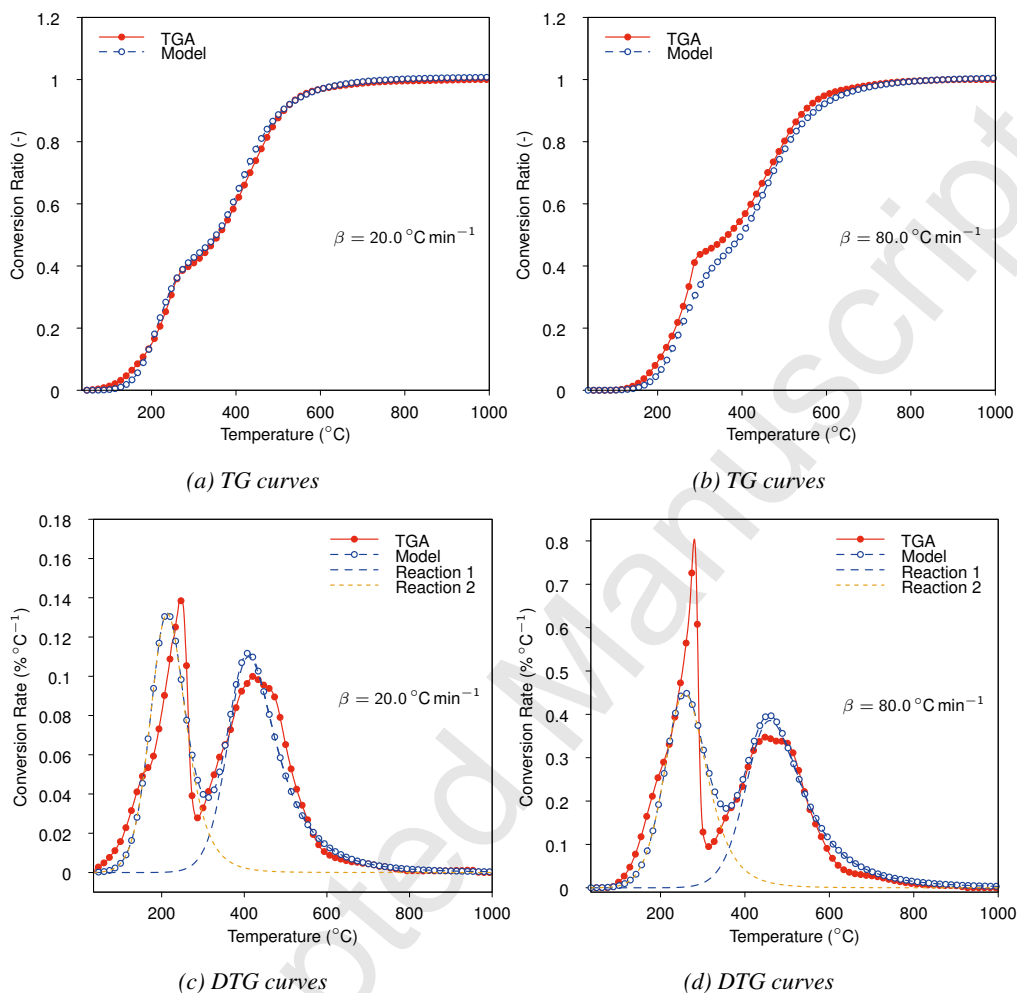 1.2
1
0.8
0.6
0.4
0.2
0
Conversion Ratio (-)
TGA
Model
β = 20.0 °C min⁻¹
200 400 600 800 1000
Temperature (°C)
(a) TG curves
1.2
1
0.8
0.6
0.4
0.2
0
Conversion Ratio (-)
TGA
Model
β = 80.0 °C min⁻¹
200 400 600 800 1000
Temperature (°C)
(b) TG curves
0.18
0.16
0.14
0.12
0.1
0.08
0.06
0.04
0.02
0
Conversion Rate (% °C⁻¹)
TGA
Model
Reaction 1
Reaction 2
β = 20.0 °C min⁻¹
200 400 600 800 1000
Temperature (°C)
(c) DTG curves
0.8
0.7
0.6
0.5
0.4
0.3
0.2
0.1
0
Conversion Rate (% °C⁻¹)
TGA
Model
Reaction 1
Reaction 2
β = 80.0 °C min⁻¹
200 400 600 800 1000
Temperature (°C)
(d) DTG curves
pted Manuscript